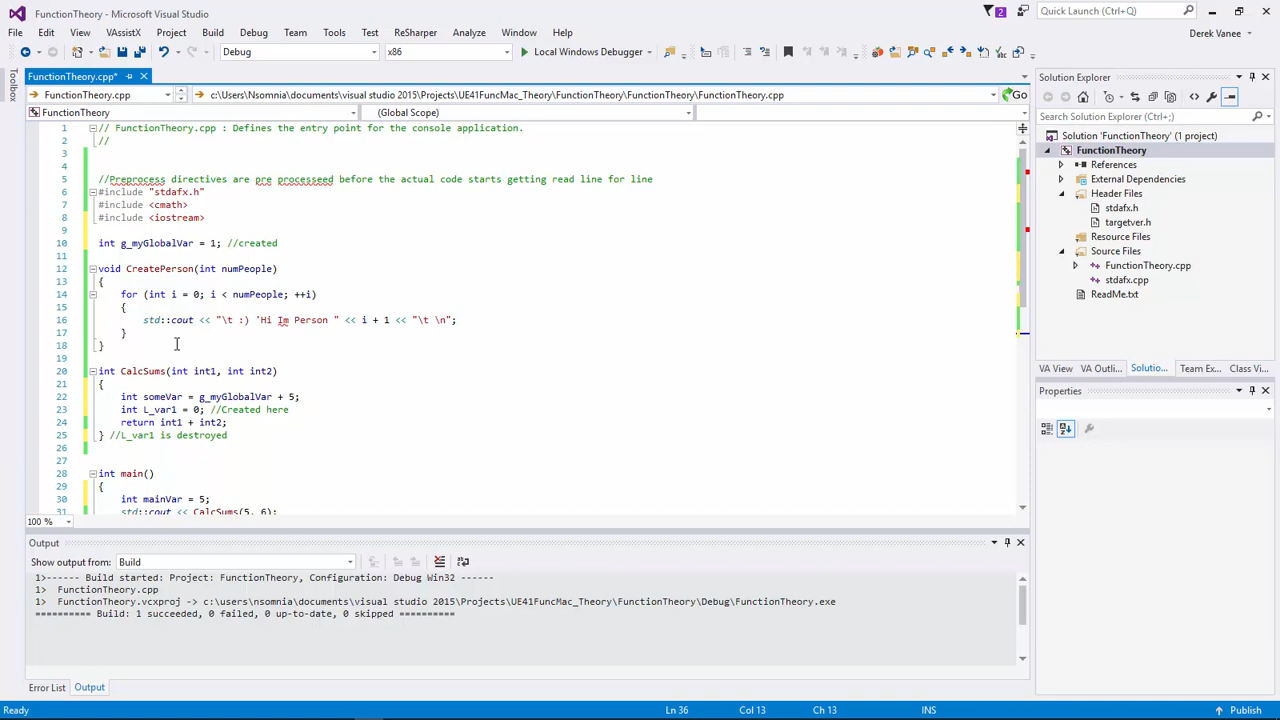 FunctionTheory - Microsoft Visual Studio
2
Quick Launch (Ctrl+Q)
File Edit View VAssistX Project Build Debug Team Tools Test ReSharper Analyze Window Help
Derek Vanee
Debug x86 Local Windows Debugger
Toolbox
FunctionTheory.cpp*
FunctionTheory.cpp c:\Users\Nsomnia\documents\visual studio 2015\Projects\UE41FuncMac_Theory\FunctionTheory\FunctionTheory\FunctionTheory.cpp Go
FunctionTheory (Global Scope)
1 // FunctionTheory.cpp : Defines the entry point for the console application.
2 //
3
4
5 //Preprocess directives are pre processeed before the actual code starts getting read line for line
6 #include "stdafx.h"
7 #include <cmath>
8 #include <iostream>
9
10 int g_myGlobalVar = 1; //created
11
12 void CreatePerson(int numPeople)
13 {
14 for (int i = 0; i < numPeople; ++i)
15 {
16 std::cout << "\t :) 'Hi Im Person " << i + 1 << "\t \n";
17 }
18 }
19
20 int CalcSums(int int1, int int2)
21 {
22 int someVar = g_myGlobalVar + 5;
23 int L_var1 = 0; //Created here
24 return int1 + int2;
25 } //L_var1 is destroyed
26
27
28 int main()
29 {
30 int mainVar = 5;
31 std::cout << CalcSums(5, 6);
100 %
Solution Explorer
Search Solution Explorer (Ctrl+;)
Solution 'FunctionTheory' (1 project)
FunctionTheory
References
External Dependencies
Header Files
stdafx.h
targetver.h
Resource Files
Source Files
FunctionTheory.cpp
stdafx.cpp
ReadMe.txt
VA View VA Outli... Solutio... Team Ex... Class Vi...
Properties
Output
Show output from: Build
1>------ Build started: Project: FunctionTheory, Configuration: Debug Win32 ------
1> FunctionTheory.cpp
1> FunctionTheory.vcxproj -> c:\users\nsomnia\documents\visual studio 2015\Projects\UE41FuncMac_Theory\FunctionTheory\Debug\FunctionTheory.exe
========== Build: 1 succeeded, 0 failed, 0 up-to-date, 0 skipped ==========
Error List Output
Ready Ln 36 Col 13 Ch 13 INS Publish